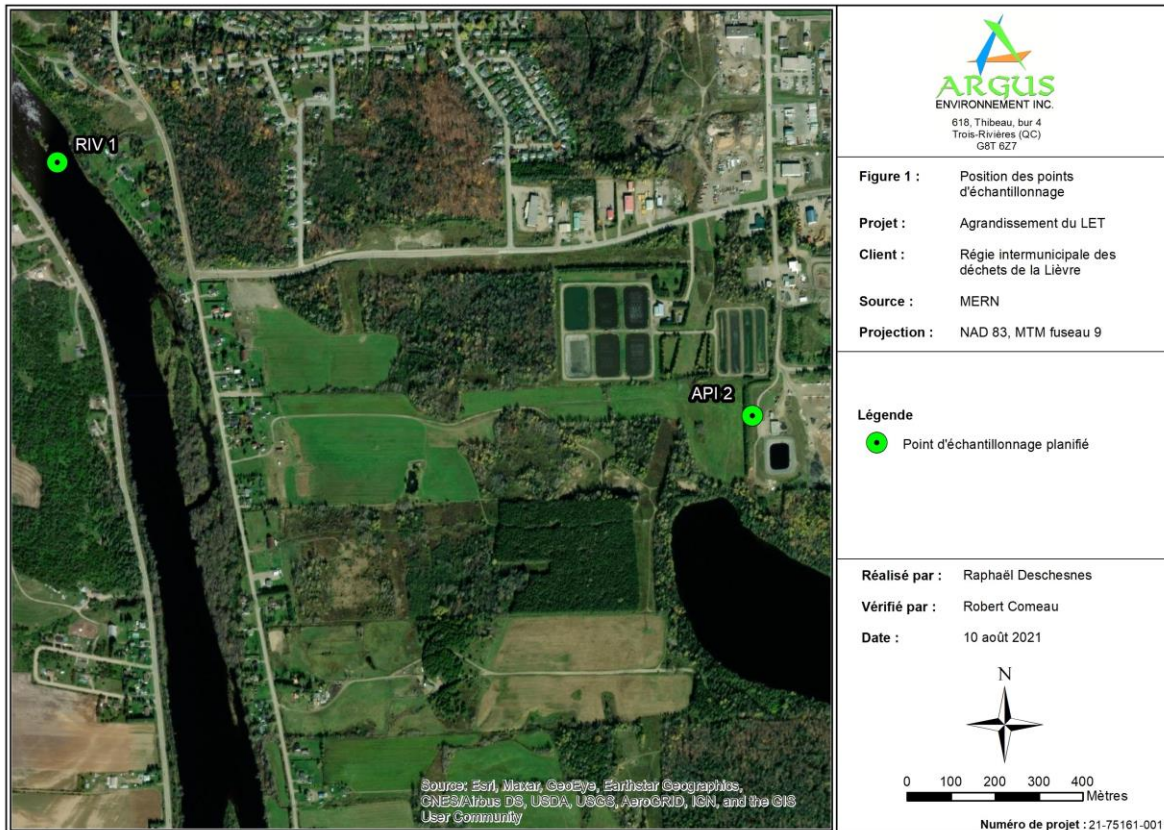 RIV 1
API 2
Source: Esri, Maxar, GeoEye, Earthstar Geographics,
CNES/Airbus DS, USDA, USGS, AeroGRID, IGN, and the GIS
User Community
ARGUS
ENVIRONNEMENT INC.
618, Thibeau, bur 4
Trois-Rivières (QC)
G8T 6Z7
Figure 1 : Position des points
d'échantillonnage
Projet : Agrandissement du LET
Client : Régie intermunicipale des
déchets de la Lièvre
Source : MERN
Projection : NAD 83, MTM fuseau 9
Légende
Point d'échantillonnage planifié
Réalisé par : Raphaël Deschesnes
Vérifié par : Robert Comeau
Date : 10 août 2021
N
0 100 200 300 400
Mètres
Numéro de projet : 21-75161-001